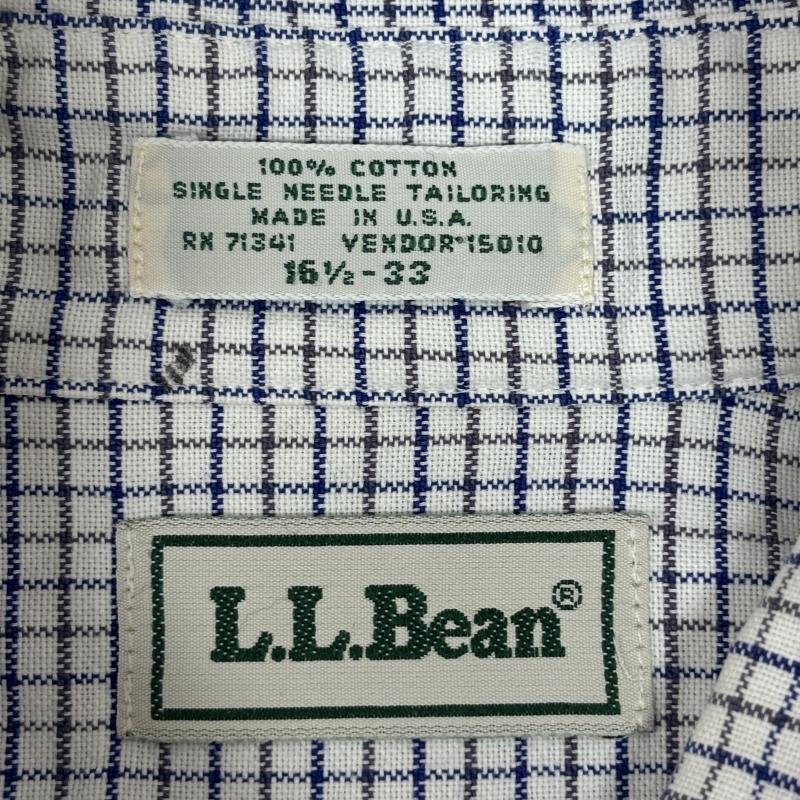 100% COTTON
SINGLE NEEDLE TAILORING
MADE IN U.S.A.
RN 71341 VENDOR*15010
16½-33
L.L.Bean®